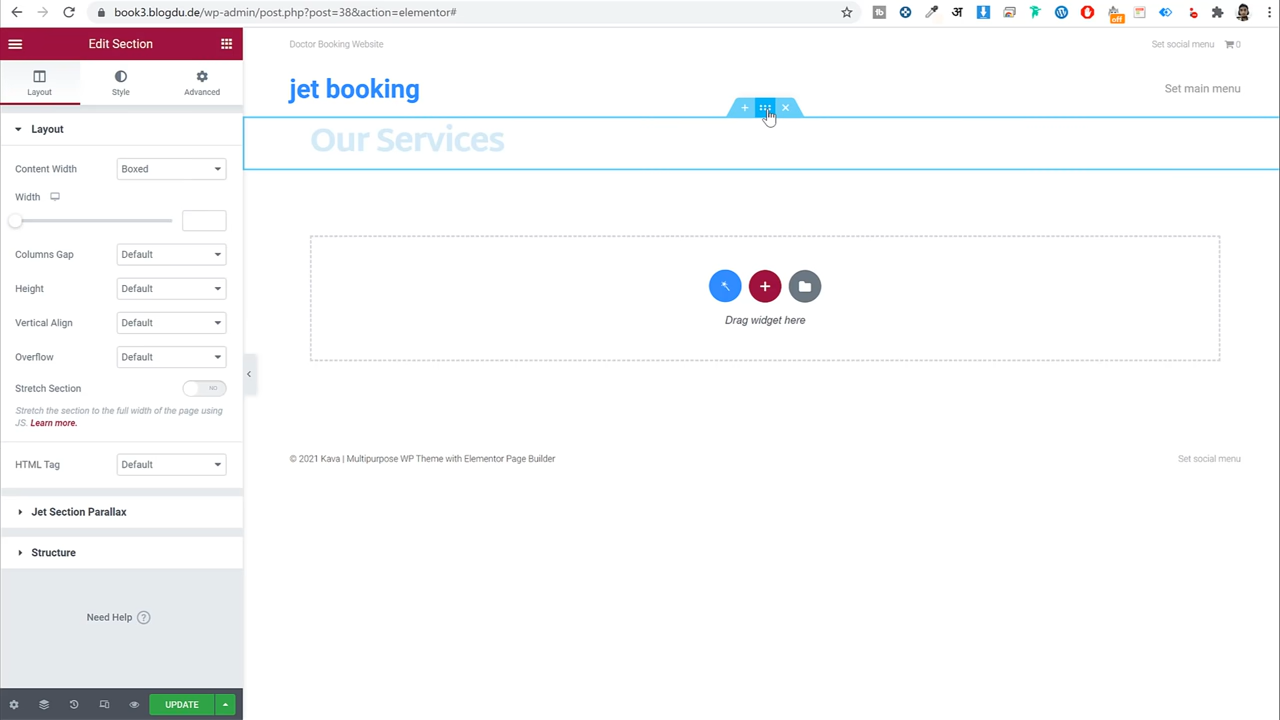 book3.blogdu.de/wp-admin/post.php?post=38&action=elementor#
off
Edit Section
Layout
Style
Advanced
Layout
Content Width
Boxed
Width
Columns Gap
Default
Height
Default
Vertical Align
Default
Overflow
Default
Stretch Section
NO
Stretch the section to the full width of the page using
JS. Learn more.
HTML Tag
Default
Jet Section Parallax
Structure
Need Help ?
UPDATE
Doctor Booking Website
Set social menu
0
jet booking
Set main menu
Our Services
Drag widget here
© 2021 Kava | Multipurpose WP Theme with Elementor Page Builder
Set social menu